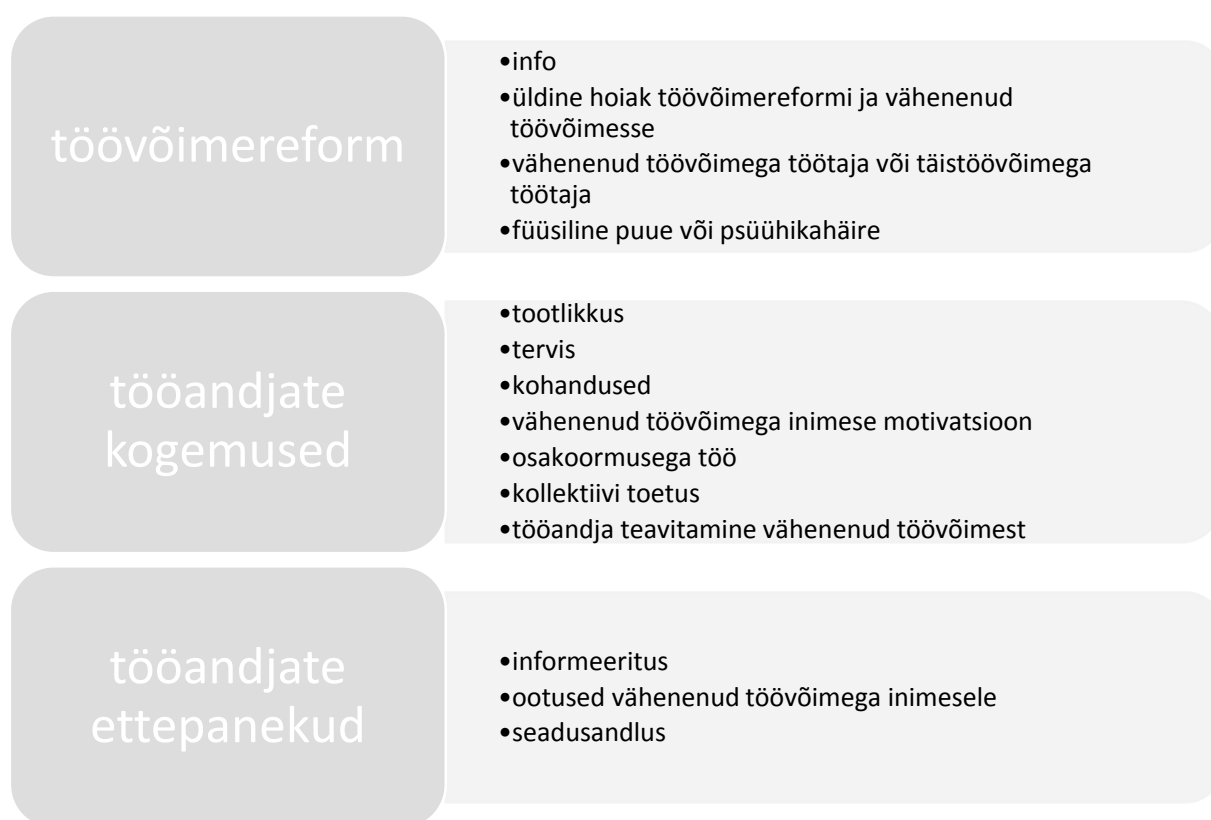 töövõimereform
•info
•üldine hoiak töövõimereformi ja vähenenud
töövõimesse
•vähenenud töövõimega töötaja või täistöövõimega
töötaja
•füüsiline puue või psüühikahäire
tööandjate
kogemused
•tootlikkus
•tervis
•kohandused
•vähenenud töövõimega inimese motivatsioon
•osakoormusega töö
•kollektiivi toetus
•tööandja teavitamine vähenenud töövõimest
tööandjate
ettepanekud
•informeeritus
•ootused vähenenud töövõimega inimesele
•seadusandlus